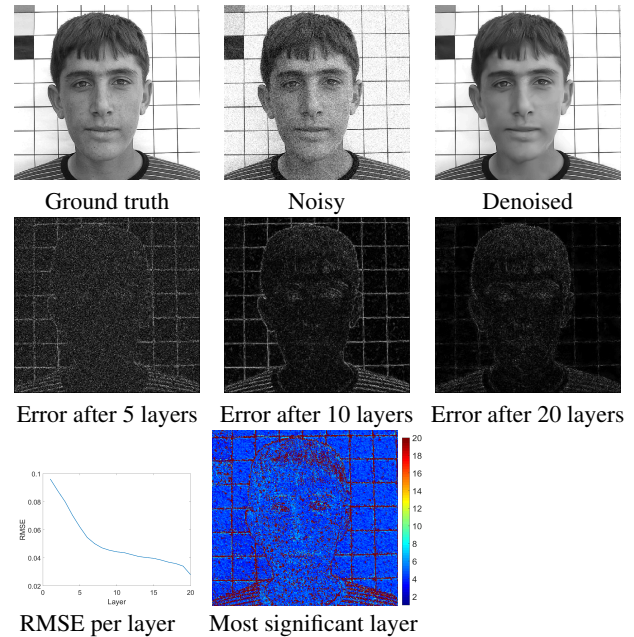 Ground truth Noisy Denoised
Error after 5 layers Error after 10 layers Error after 20 layers
0.1
0.08
0.06
0.04
0.02
RMSE
0 5 10 15 20
Layer
20
18
16
14
12
10
8
6
4
2
RMSE per layer Most significant layer